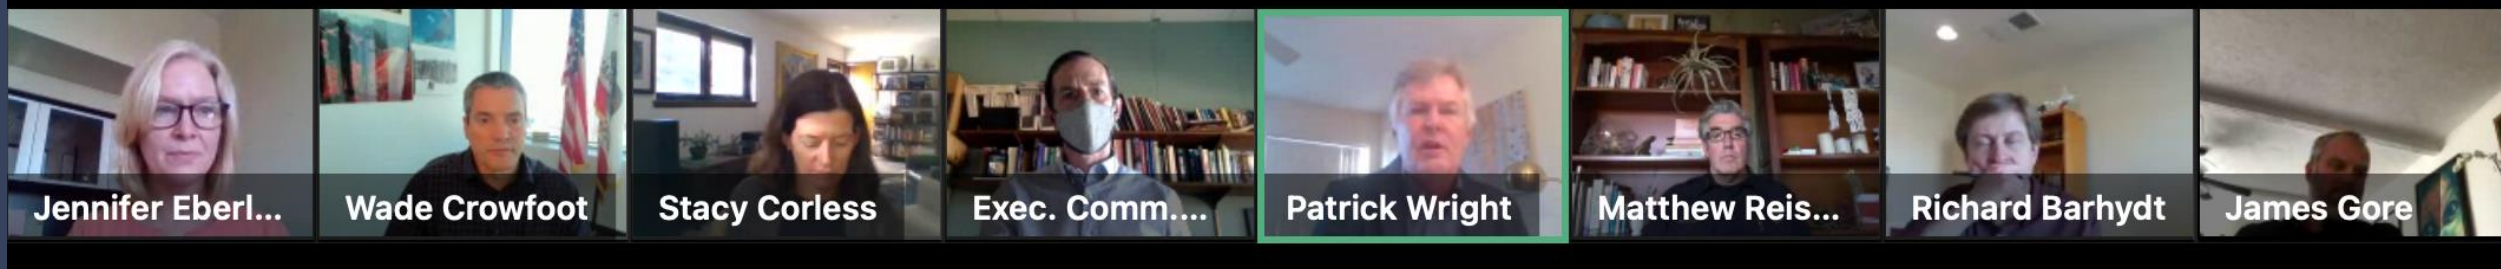 Jennifer Eberl...
Wade Crowfoot
Stacy Corless
Exec. Comm....
Patrick Wright
Matthew Reis...
Richard Barhydt
James Gore